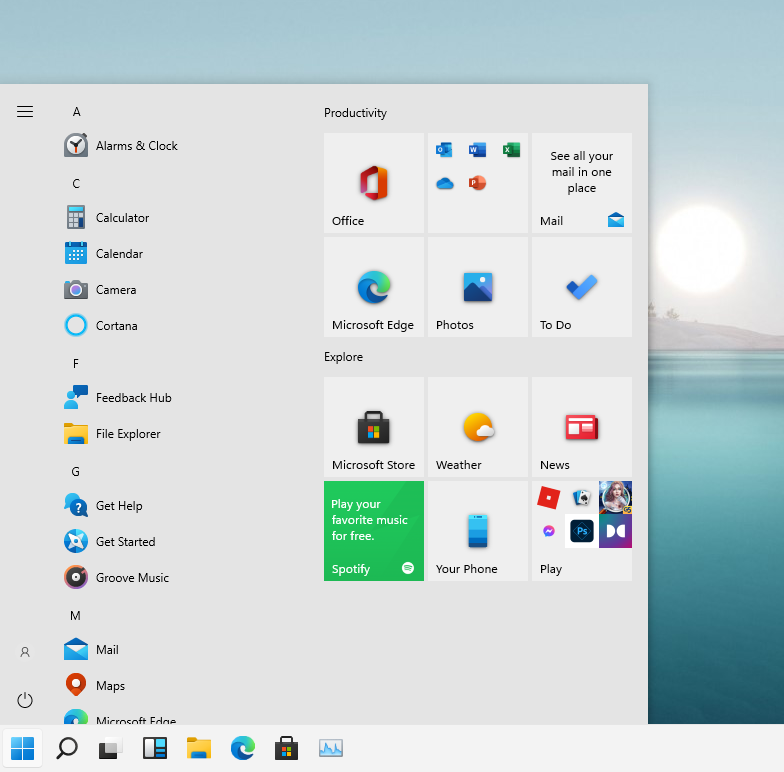 A
Alarms & Clock
C
Calculator
Calendar
Camera
Cortana
F
Feedback Hub
File Explorer
G
Get Help
Get Started
Groove Music
M
Mail
Maps
Microsoft Edge
Productivity
Office
See all your
mail in one
place
Mail
Microsoft Edge
Photos
To Do
Explore
Microsoft Store
Weather
News
Play your
favorite music
for free.
Spotify
Your Phone
Ps
Play